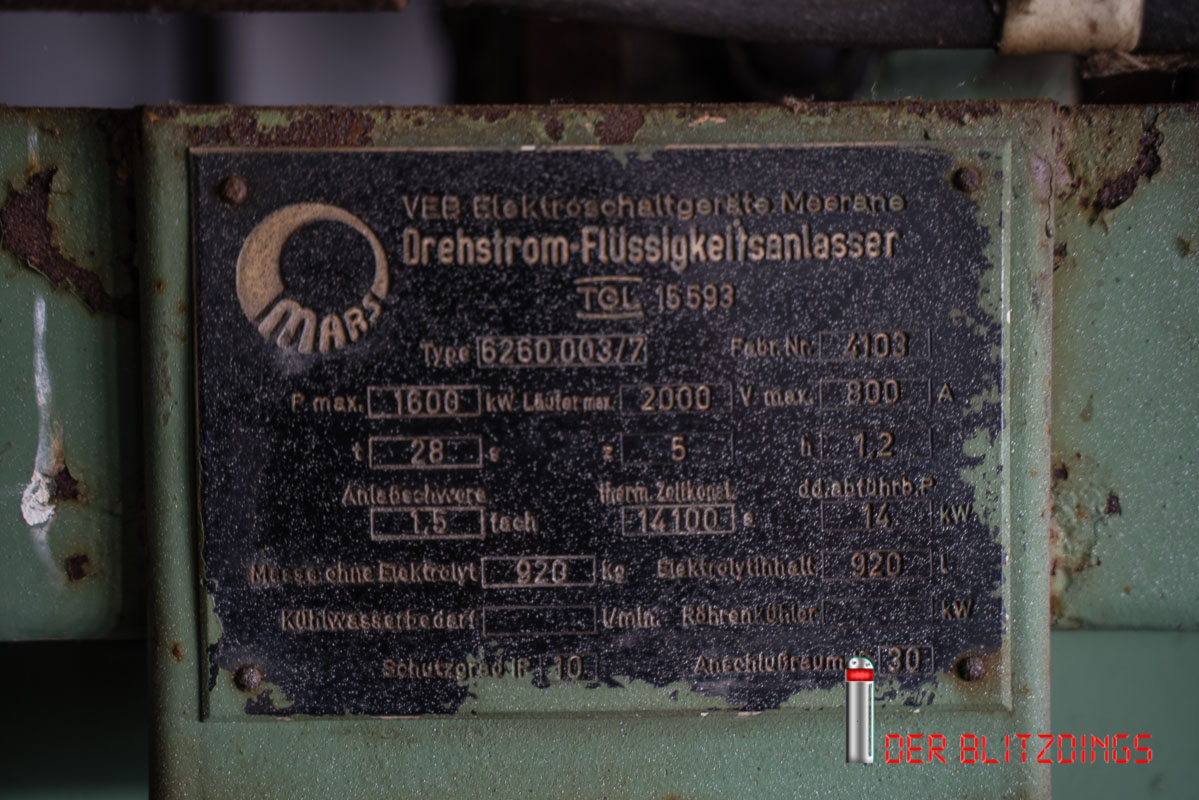 VEB Elektroschaltgeräte Meerane
Drehstrom-Flüssigkeitsanlasser
MARS
TGL 15593
Type 6260.003/7 Fabr. Nr. 4103
P max. 1600 kW Läufer max. 2000 V max. 800 A
t 28 s z 5 h 1,2
Anlaßschwere therm. Zeitkonst. dd.abführb.P
1,5 fach 14100 s 14 kW
Masse ohne Elektrolyt 920 Kg Elektrolytinhalt 920 L
Kühlwasserbedarf l/min. Röhrenkühler kW
Schutzgrad IP 10 Anschlußraum 30
DER BLITZDINGS